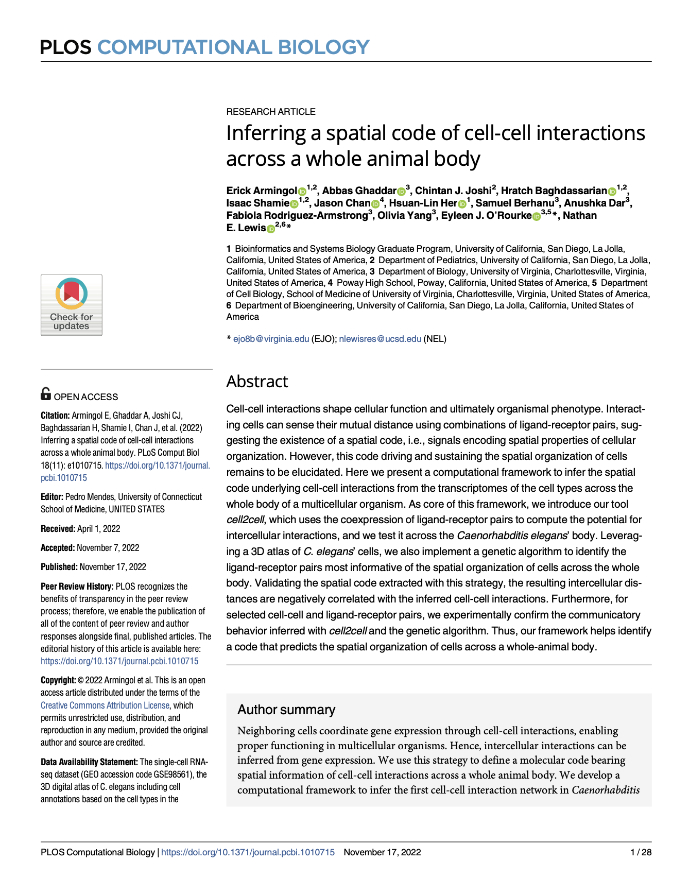 PLOS COMPUTATIONAL BIOLOGY
RESEARCH ARTICLE
Inferring a spatial code of cell-cell interactions
across a whole animal body
Erick Armingol1,2, Abbas Ghaddar3, Chintan J. Joshi2, Hratch Baghdassarian1,2,
Isaac Shamie1,2, Jason Chan4, Hsuan-Lin Her1, Samuel Berhanu3, Anushka Dar3,
Fabiola Rodriguez-Armstrong3, Olivia Yang3, Eyleen J. O'Rourke3,5*, Nathan
E. Lewis2,6*
1 Bioinformatics and Systems Biology Graduate Program, University of California, San Diego, La Jolla,
California, United States of America, 2 Department of Pediatrics, University of California, San Diego, La Jolla,
California, United States of America, 3 Department of Biology, University of Virginia, Charlottesville, Virginia,
United States of America, 4 Poway High School, Poway, California, United States of America, 5 Department
of Cell Biology, School of Medicine of University of Virginia, Charlottesville, Virginia, United States of America,
6 Department of Bioengineering, University of California, San Diego, La Jolla, California, United States of
America
* ejo8b@virginia.edu (EJO); nlewisres@ucsd.edu (NEL)
Check for
updates
OPEN ACCESS
Citation: Armingol E, Ghaddar A, Joshi CJ,
Baghdassarian H, Shamie I, Chan J, et al. (2022)
Inferring a spatial code of cell-cell interactions
across a whole animal body. PLoS Comput Biol
18(11): e1010715. https://doi.org/10.1371/journal.
pcbi.1010715
Editor: Pedro Mendes, University of Connecticut
School of Medicine, UNITED STATES
Received: April 1, 2022
Accepted: November 7, 2022
Published: November 17, 2022
Peer Review History: PLOS recognizes the
benefits of transparency in the peer review
process; therefore, we enable the publication of
all of the content of peer review and author
responses alongside final, published articles. The
editorial history of this article is available here:
https://doi.org/10.1371/journal.pcbi.1010715
Copyright: © 2022 Armingol et al. This is an open
access article distributed under the terms of the
Creative Commons Attribution License, which
permits unrestricted use, distribution, and
reproduction in any medium, provided the original
author and source are credited.
Data Availability Statement: The single-cell RNA-
seq dataset (GEO accession code GSE98561), the
3D digital atlas of C. elegans including cell
annotations based on the cell types in the
Abstract
Cell-cell interactions shape cellular function and ultimately organismal phenotype. Interact-
ing cells can sense their mutual distance using combinations of ligand-receptor pairs, sug-
gesting the existence of a spatial code, i.e., signals encoding spatial properties of cellular
organization. However, this code driving and sustaining the spatial organization of cells
remains to be elucidated. Here we present a computational framework to infer the spatial
code underlying cell-cell interactions from the transcriptomes of the cell types across the
whole body of a multicellular organism. As core of this framework, we introduce our tool
cell2cell, which uses the coexpression of ligand-receptor pairs to compute the potential for
intercellular interactions, and we test it across the Caenorhabditis elegans' body. Leverag-
ing a 3D atlas of C. elegans' cells, we also implement a genetic algorithm to identify the
ligand-receptor pairs most informative of the spatial organization of cells across the whole
body. Validating the spatial code extracted with this strategy, the resulting intercellular dis-
tances are negatively correlated with the inferred cell-cell interactions. Furthermore, for
selected cell-cell and ligand-receptor pairs, we experimentally confirm the communicatory
behavior inferred with cell2cell and the genetic algorithm. Thus, our framework helps identify
a code that predicts the spatial organization of cells across a whole-animal body.
Author summary
Neighboring cells coordinate gene expression through cell-cell interactions, enabling
proper functioning in multicellular organisms. Hence, intercellular interactions can be
inferred from gene expression. We use this strategy to define a molecular code bearing
spatial information of cell-cell interactions across a whole animal body. We develop a
computational framework to infer the first cell-cell interaction network in Caenorhabditis
PLOS Computational Biology | https://doi.org/10.1371/journal.pcbi.1010715 November 17, 2022
1 / 28